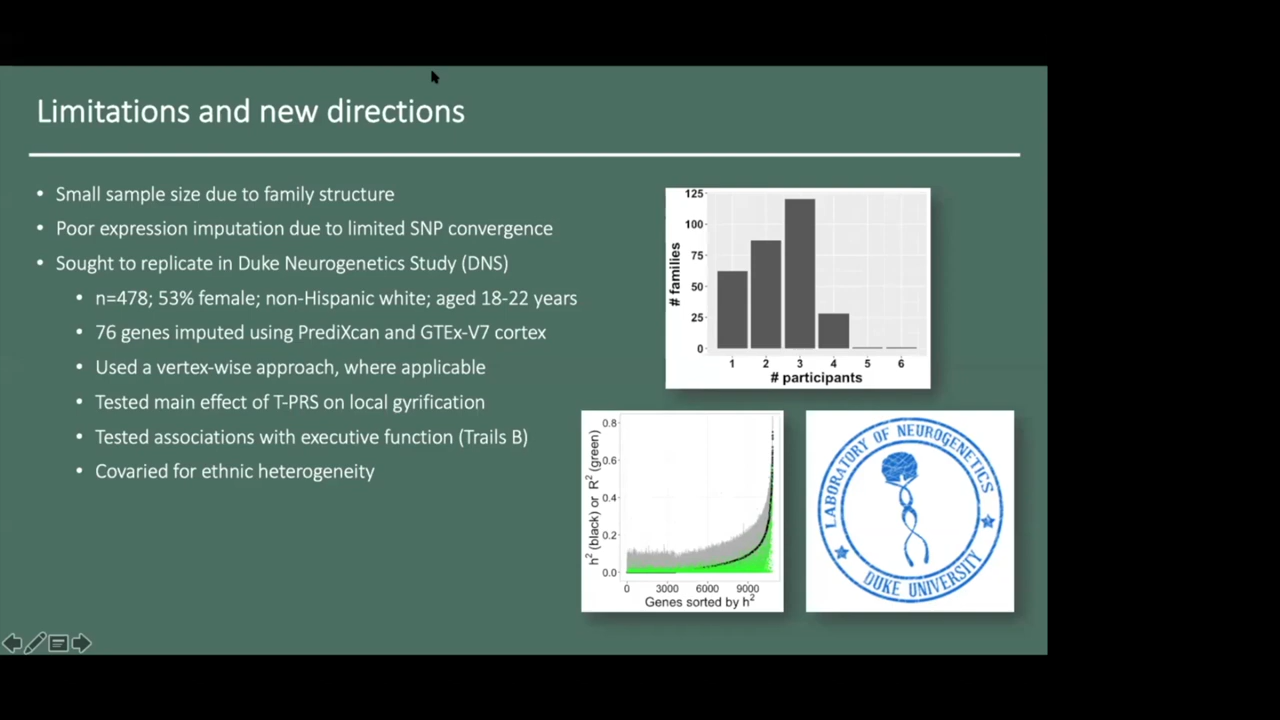 Limitations and new directions
• Small sample size due to family structure
• Poor expression imputation due to limited SNP convergence
• Sought to replicate in Duke Neurogenetics Study (DNS)
• n=478; 53% female; non-Hispanic white; aged 18-22 years
• 76 genes imputed using PrediXcan and GTEx-V7 cortex
• Used a vertex-wise approach, where applicable
• Tested main effect of T-PRS on local gyrification
• Tested associations with executive function (Trails B)
• Covaried for ethnic heterogeneity
# families
125
100
75
50
25
0
1 2 3 4 5 6
# participants
h² (black) or R² (green)
0.8
0.6
0.4
0.2
0.0
0 3000 6000 9000
Genes sorted by h²
LABORATORY OF NEUROGENETICS
DUKE UNIVERSITY